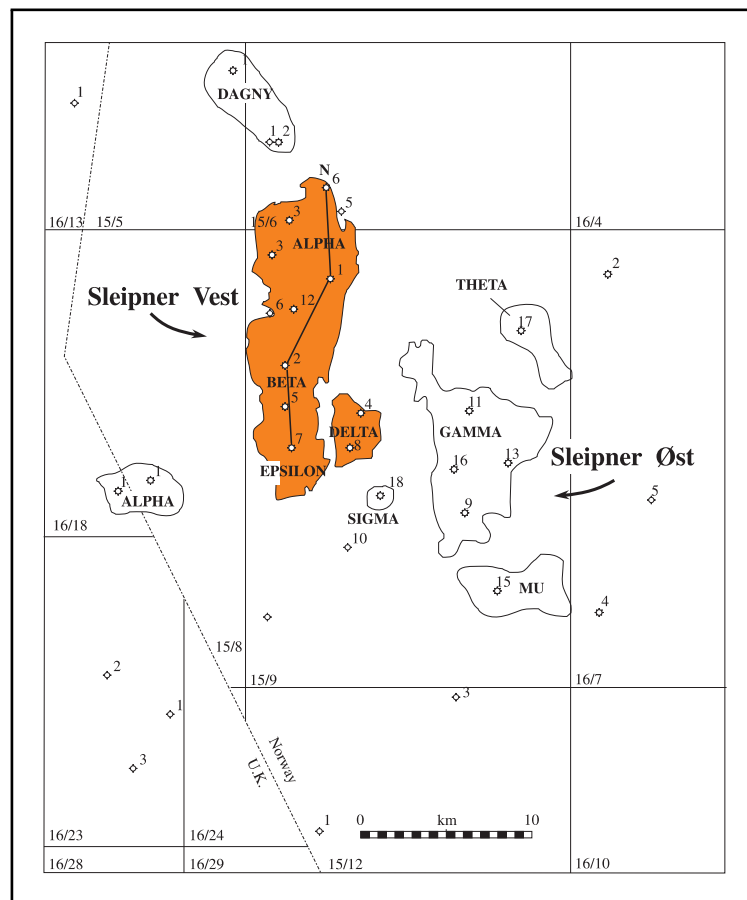 1
1
DAGNY
1 2
N
6
5
3
16/13 15/5 15/6 16/4
ALPHA
3
1
2
THETA
Sleipner Vest
12
6
17
2
BETA
5
4
11
DELTA
GAMMA
7
8
13
Sleipner Øst
EPSILON
16
1
1
ALPHA
18
SIGMA
9
5
16/18
10
15
MU
4
15/8
2
15/9 16/7
3
1
Norway
U.K.
3
1
0 km 10
16/23 16/24
16/28 16/29 15/12 16/10